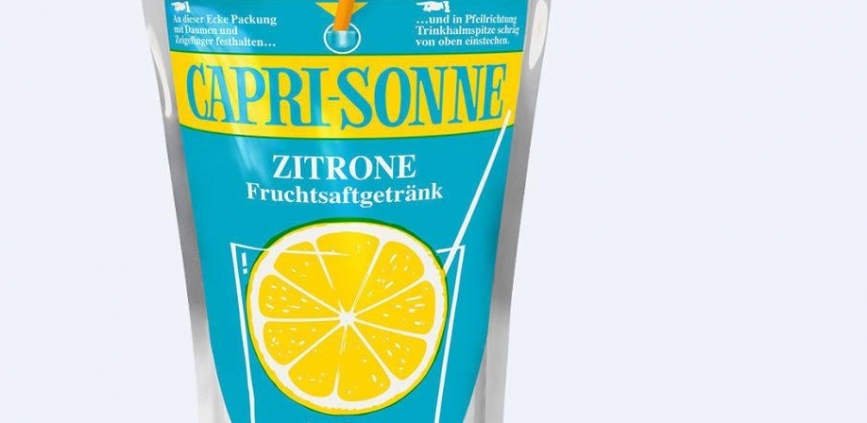 An dieser Ecke Packung
mit Daumen und
Zeigefinger festhalten...
...und in Pfeilrichtung
Trinkhalmspitze schräg
von oben einstechen.
CAPRI-SONNE
ZITRONE
Fruchtsaftgetränk